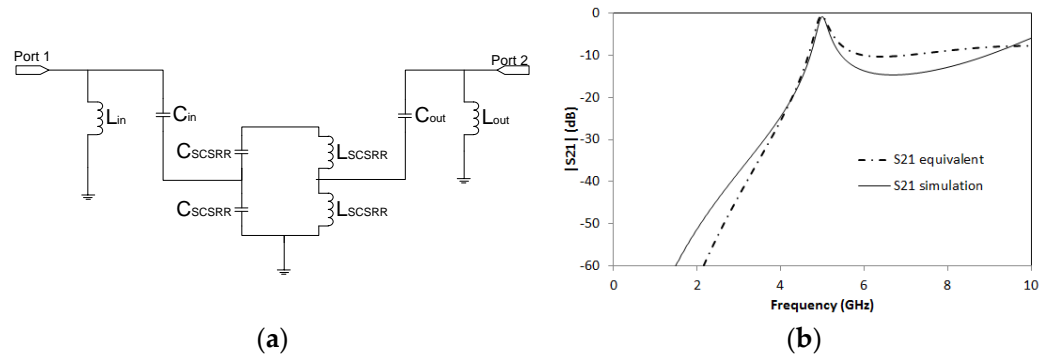 Port 1
Port 2
Lin
Cin
Cout
Lout
CSCSRR
LSCSRR
CSCSRR
LSCSRR
(a)
0
-10
-20
-30
-40
-50
-60
|S21| (dB)
S21 equivalent
S21 simulation
0
2
4
6
8
10
Frequency (GHz)
(b)